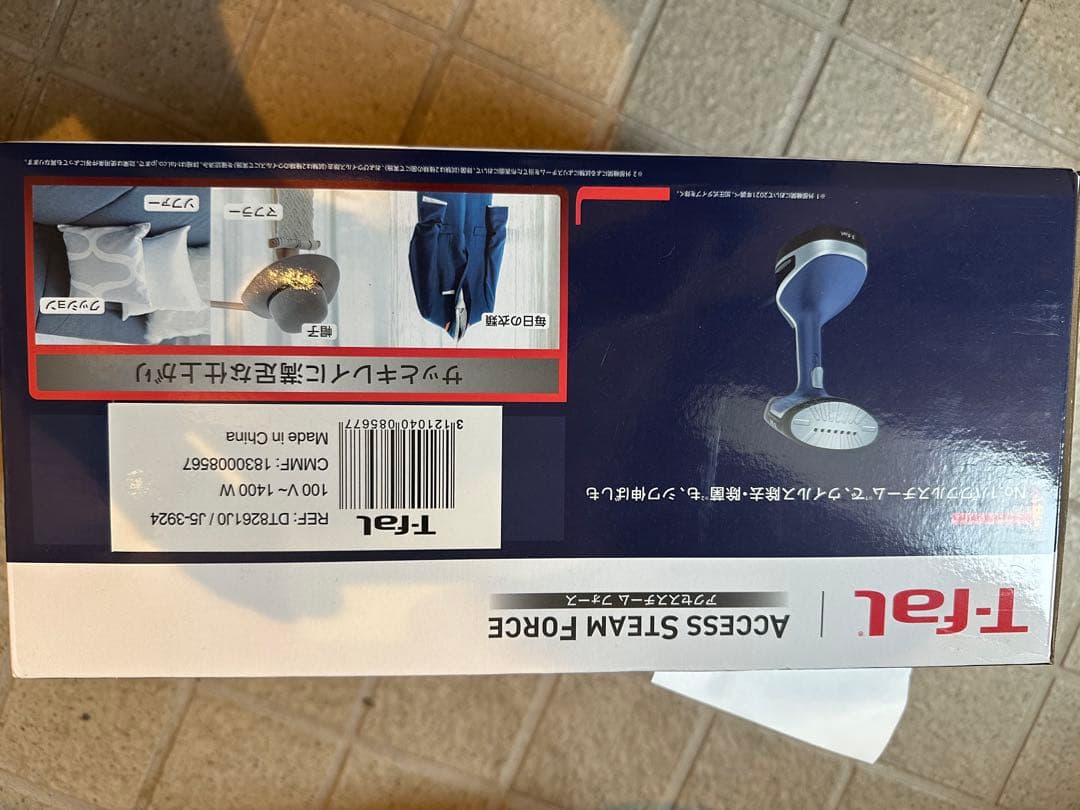 T-faL®
ACCESS STEAM FORCE
アクセススチーム フォース
No.1パワフルスチーム※1で、ウイルス除去・除菌※2も、シワ伸ばしも
T-faL
REF: DT8261J0 / J5-3924
100 V~ 1400 W
CMMF: 1830008567
Made in China
3 121040 085677
サッとキレイに満足な仕上がり
毎日の衣類
帽子
マフラー
クッション
ソファー
T-faL